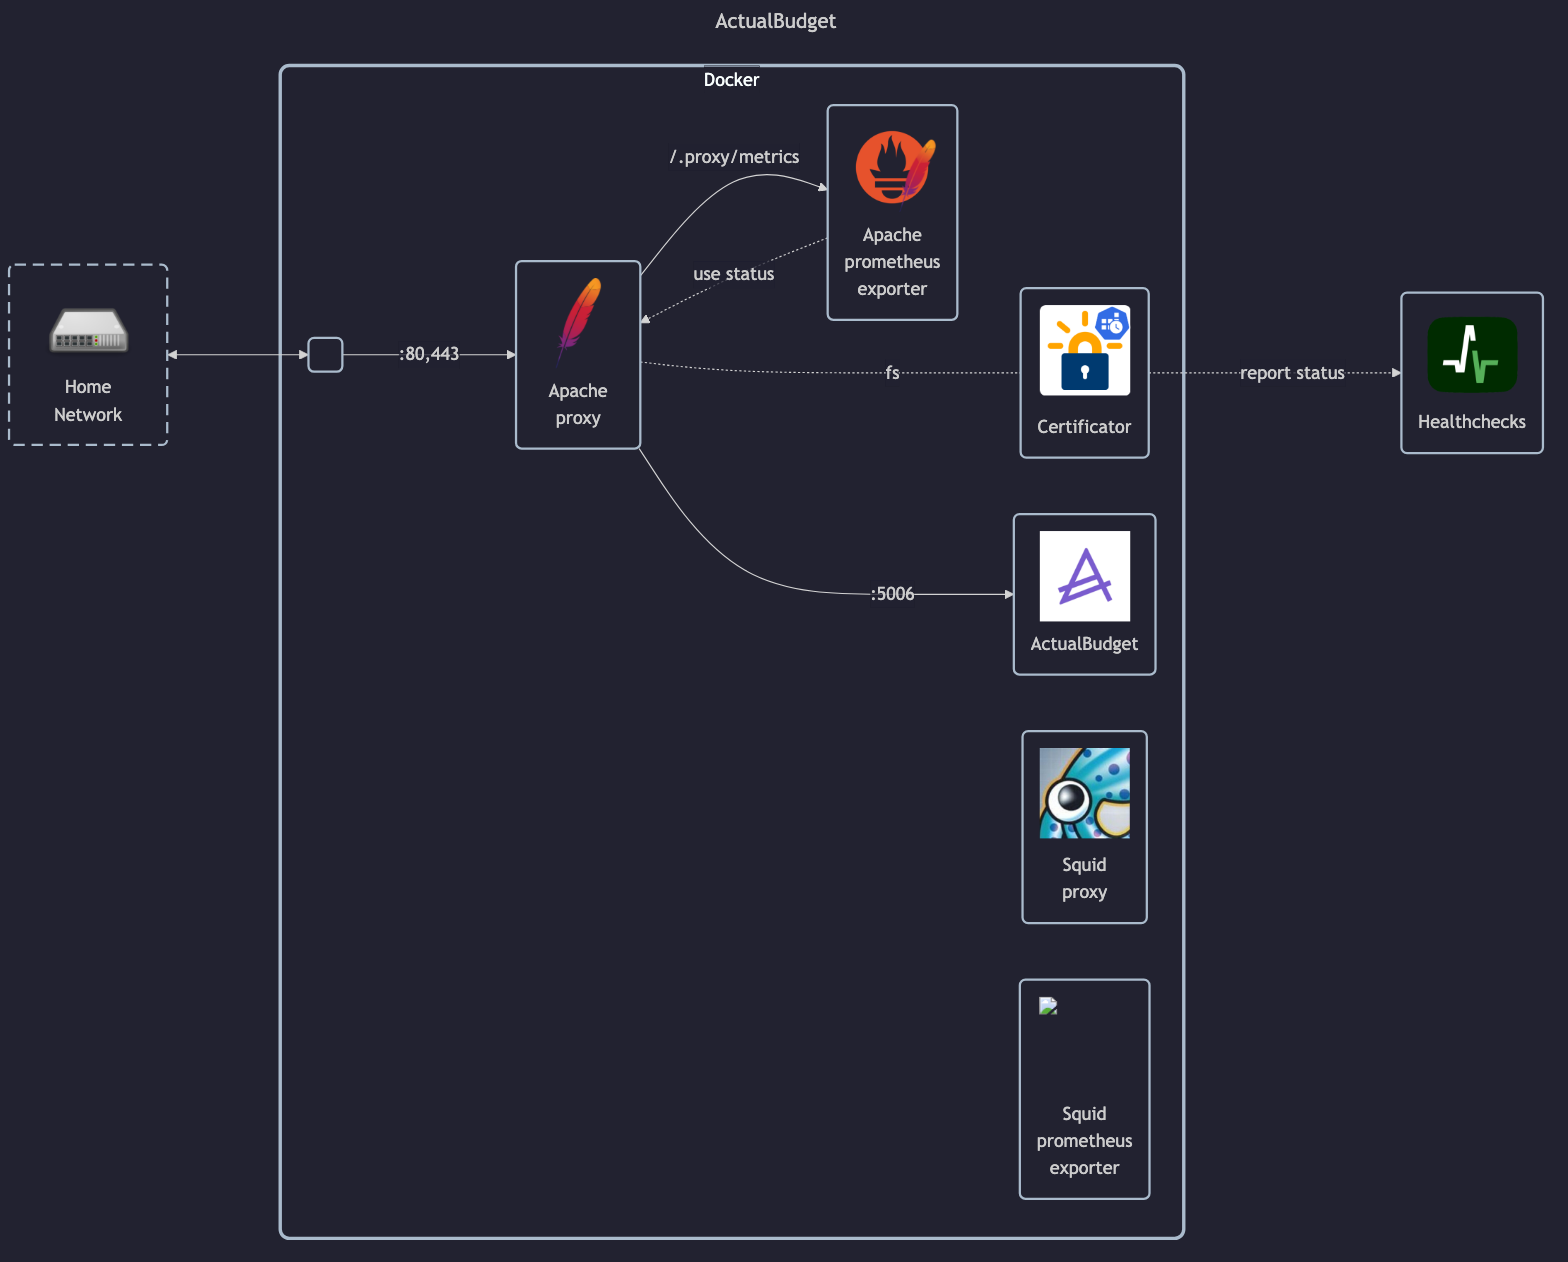 ActualBudget
Docker
/.proxy/metrics
Apache
prometheus
exporter
use status
Home
Network
:80,443
Apache
proxy
fs
Certificator
report status
Healthchecks
:5006
ActualBudget
Squid
proxy
Squid
prometheus
exporter